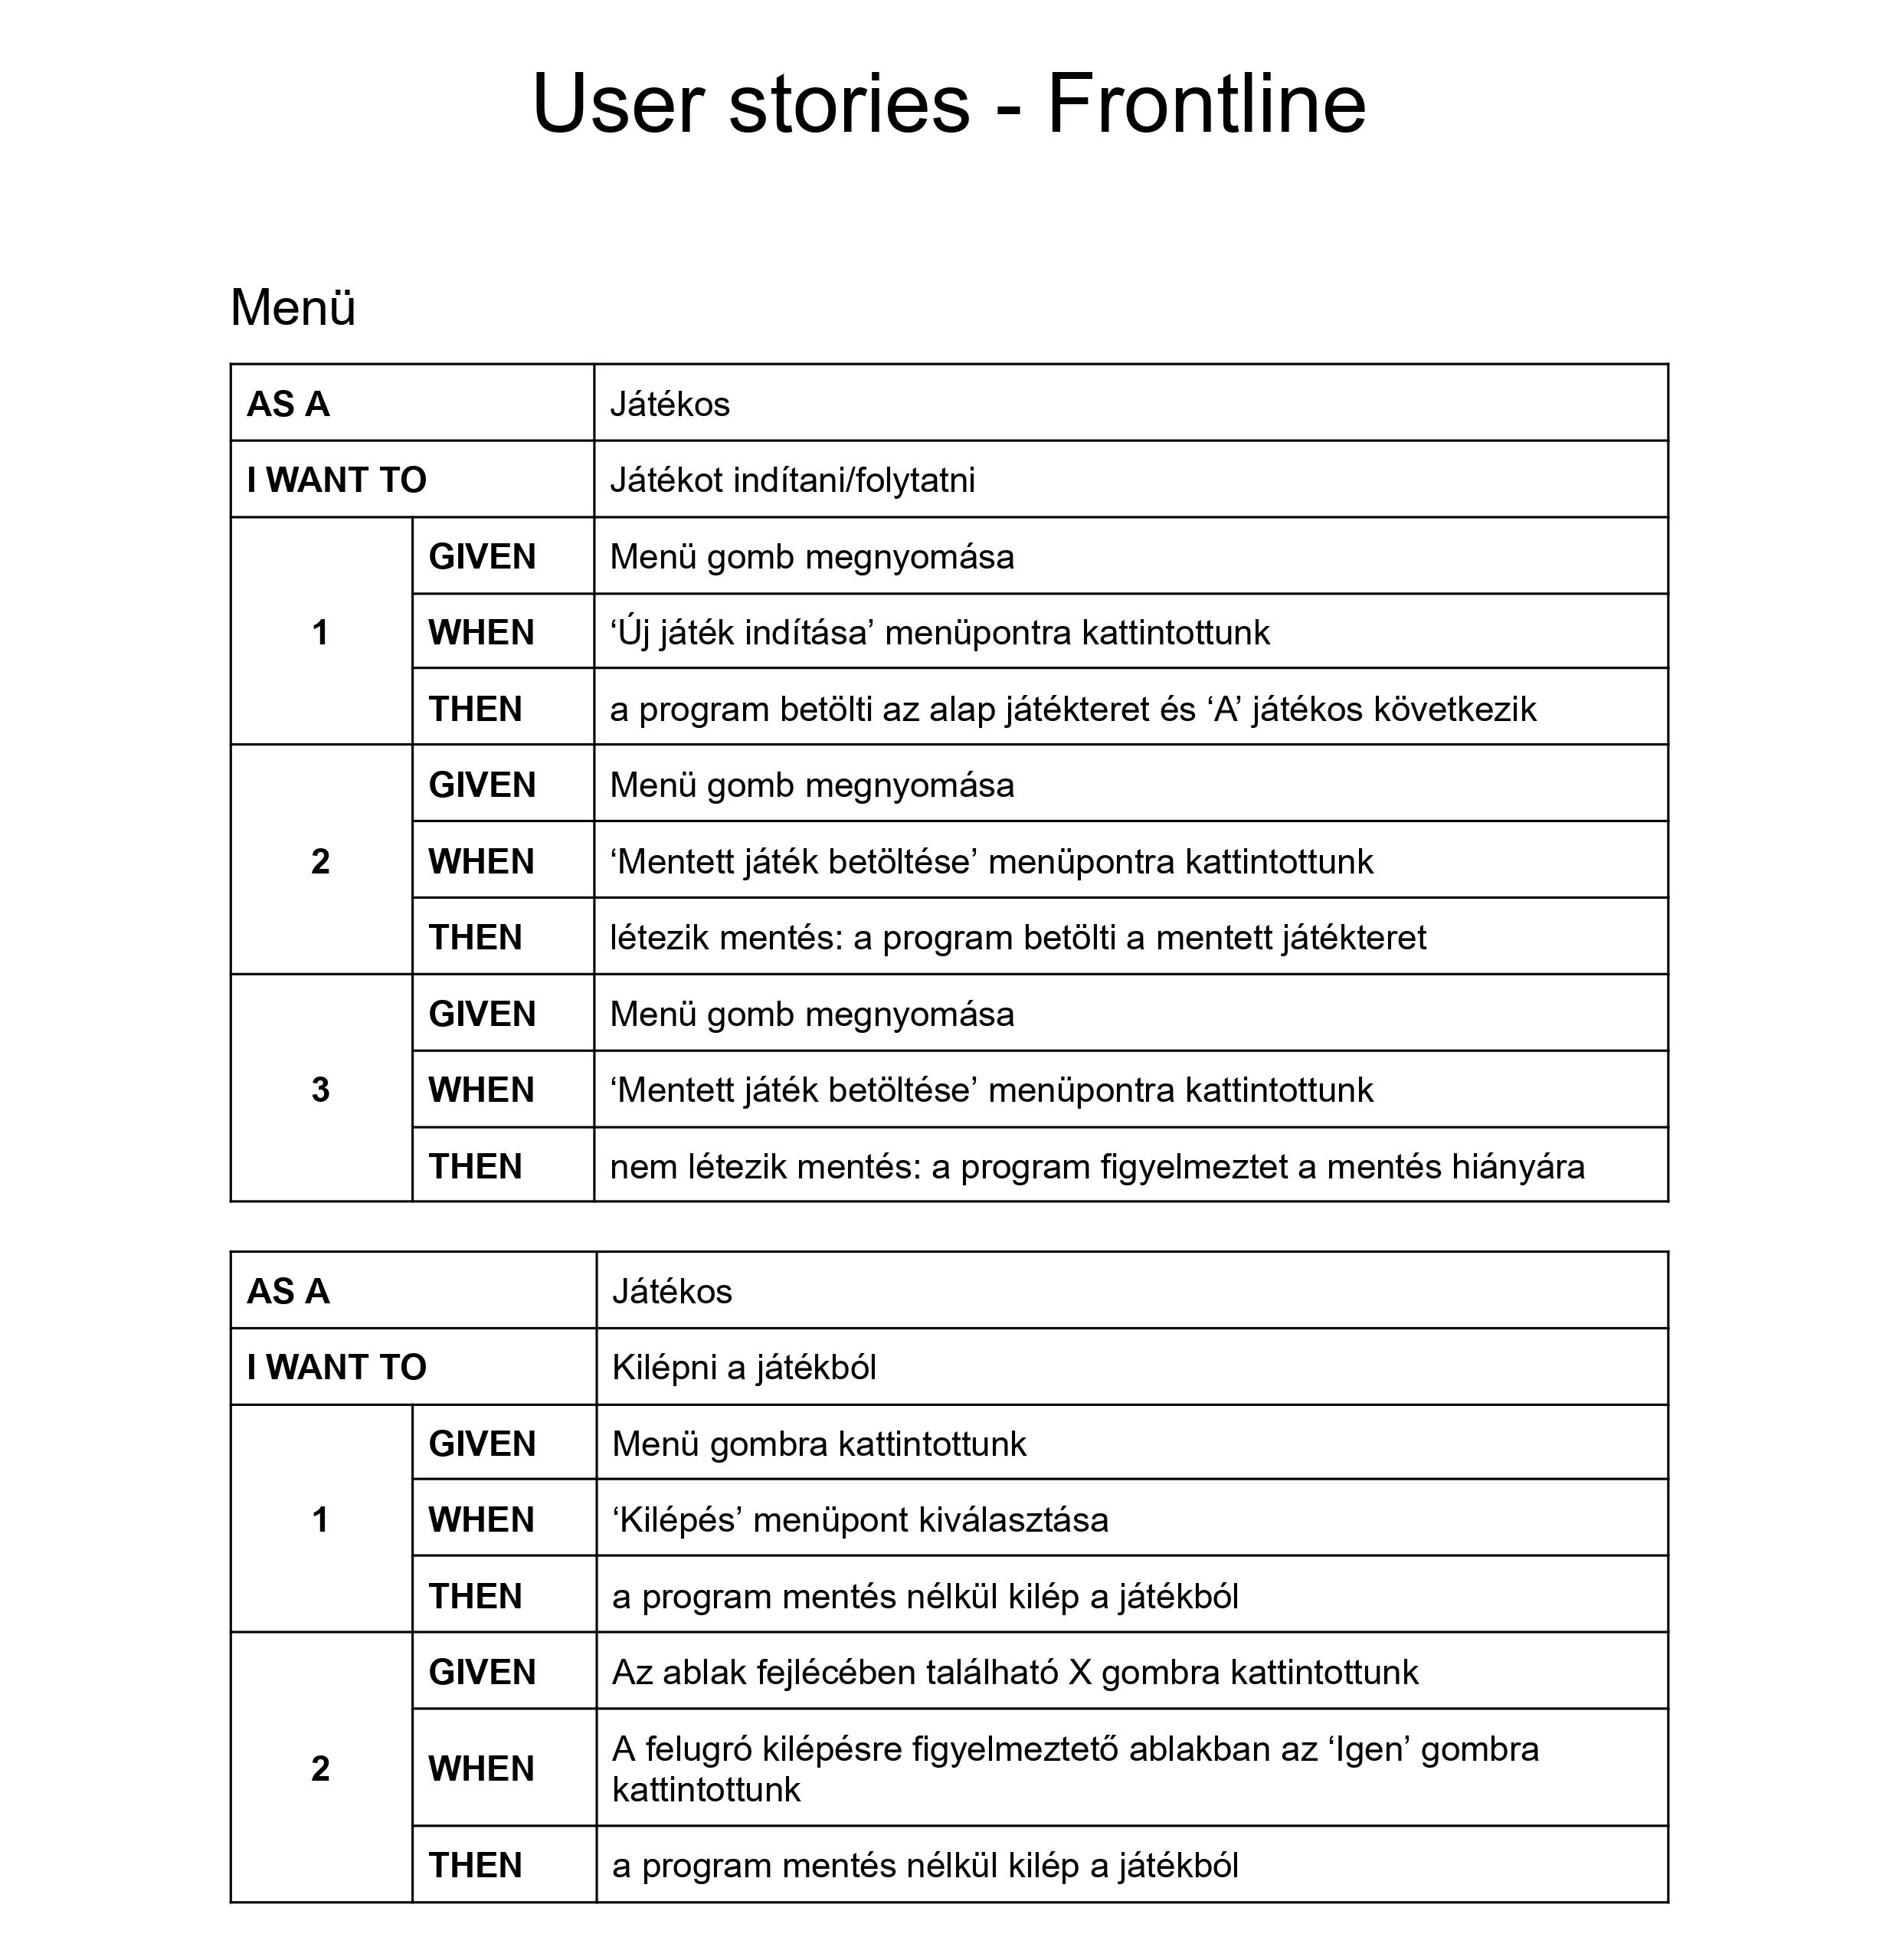 User stories - Frontline
Menü
AS A Játékos
I WANT TO Játékot indítani/folytatni
1
GIVEN Menü gomb megnyomása
WHEN ‘Új játék indítása’ menüpontra kattintottunk
THEN a program betölti az alap játékteret és ‘A’ játékos következik
2
GIVEN Menü gomb megnyomása
WHEN ‘Mentett játék betöltése’ menüpontra kattintottunk
THEN létezik mentés: a program betölti a mentett játékteret
3
GIVEN Menü gomb megnyomása
WHEN ‘Mentett játék betöltése’ menüpontra kattintottunk
THEN nem létezik mentés: a program figyelmeztet a mentés hiányára
AS A Játékos
I WANT TO Kilépni a játékból
1
GIVEN Menü gombra kattintottunk
WHEN ‘Kilépés’ menüpont kiválasztása
THEN a program mentés nélkül kilép a játékból
2
GIVEN Az ablak fejlécében található X gombra kattintottunk
WHEN A felugró kilépésre figyelmeztető ablakban az ‘Igen’ gombra
kattintottunk
THEN a program mentés nélkül kilép a játékból